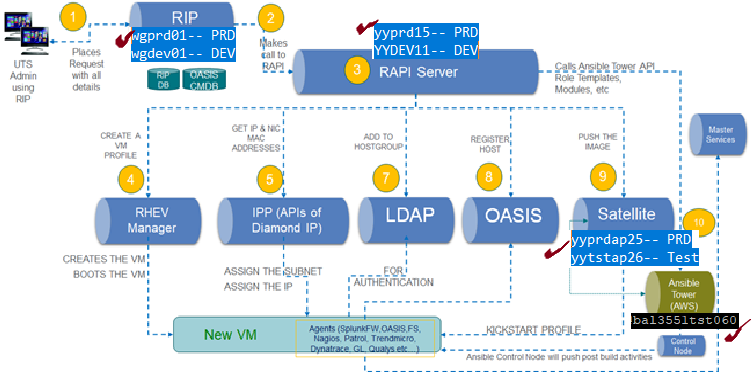 1
RIP
wgprd01-- PRD
wgdev01-- DEV
2
yyprd15-- PRD
YYDEV11-- DEV
UTS
Admin
using
RIP
Places
Request
with all
details
RIP
DB
OASIS
CMDB
Makes
call to
RAPI
3
RAPI Server
Calls Ansible Tower API
Role Templates,
Modules, etc
Master
Services
CREATE A
VM
PROFILE
GET IP & NIC
MAC
ADDRESSES
ADD TO
HOSTGROUP
REGISTER
HOST
PUSH THE
IMAGE
4
5
7
8
9
10
RHEV
Manager
IPP (APIs of
Diamond IP)
LDAP
OASIS
Satellite
yyprdap25-- PRD
yytstap26-- Test
CREATES THE VM
BOOTS THE VM
ASSIGN THE SUBNET
ASSIGN THE IP
FOR
AUTHENTICATION
Ansible
Tower
(AWS)
bal3551tst060
New VM
Agents (SplunkFW,OASIS,FS,
Nagios, Patrol, Trendmicro,
Dynatrace, GL, Qualys etc...)
KICKSTART PROFILE
Control
Node
Ansible Control Node will push post build activities